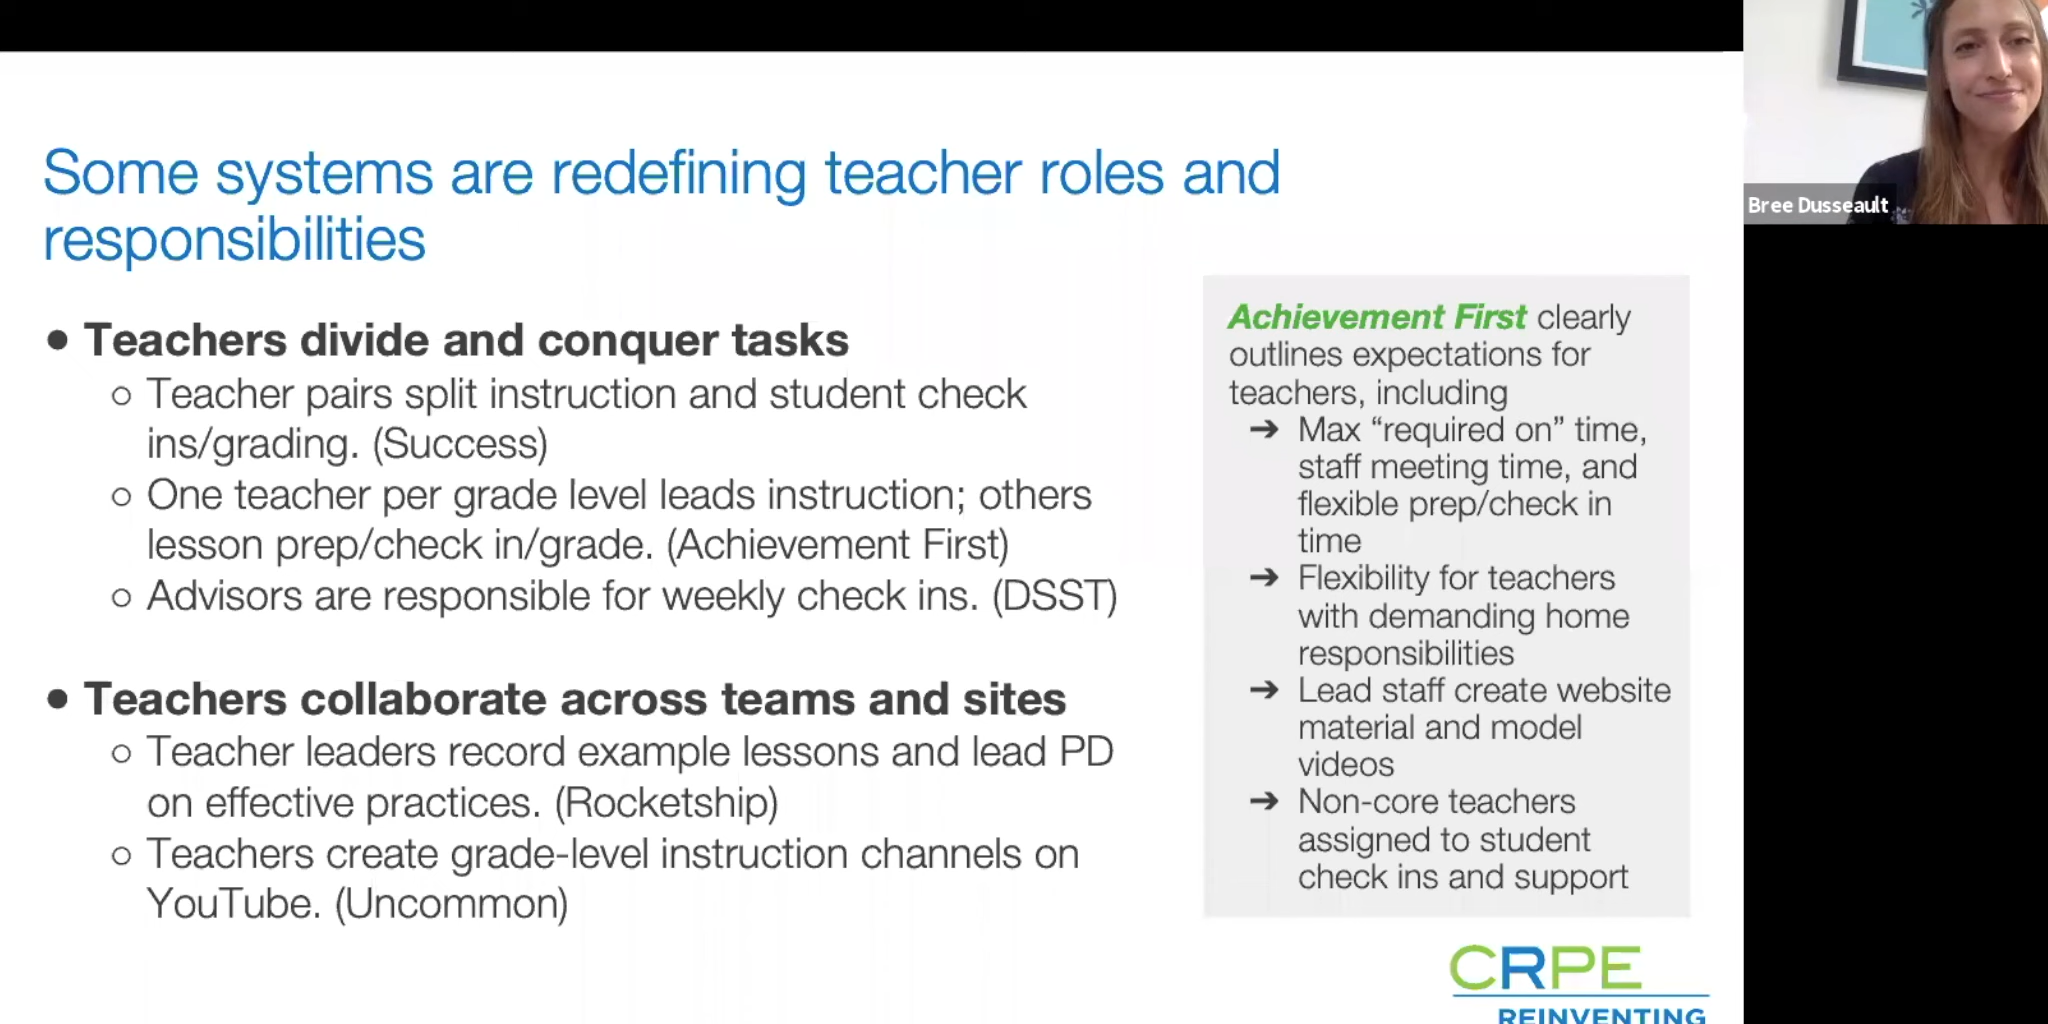 Some systems are redefining teacher roles and
responsibilities
● Teachers divide and conquer tasks
○ Teacher pairs split instruction and student check
ins/grading. (Success)
○ One teacher per grade level leads instruction; others
lesson prep/check in/grade. (Achievement First)
○ Advisors are responsible for weekly check ins. (DSST)
● Teachers collaborate across teams and sites
○ Teacher leaders record example lessons and lead PD
on effective practices. (Rocketship)
○ Teachers create grade-level instruction channels on
YouTube. (Uncommon)
Achievement First clearly
outlines expectations for
teachers, including
➔ Max “required on” time,
staff meeting time, and
flexible prep/check in
time
➔ Flexibility for teachers
with demanding home
responsibilities
➔ Lead staff create website
material and model
videos
➔ Non-core teachers
assigned to student
check ins and support
CRPE
REINVENTING
Bree Dusseault